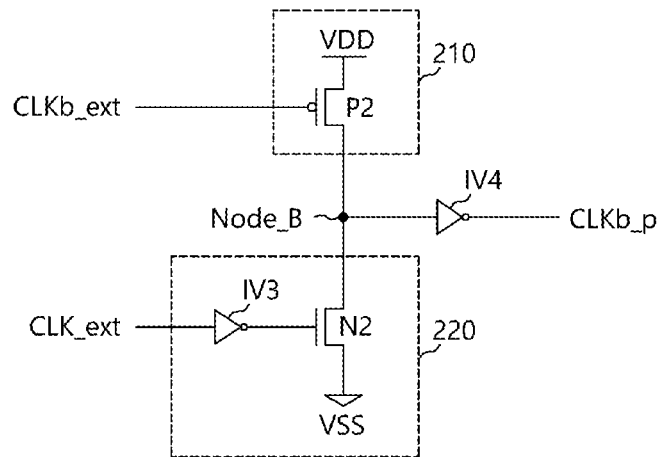 VDD
210
CLKb_ext
P2
IV4
Node_B
CLKb_p
IV3
CLK_ext
N2
220
VSS